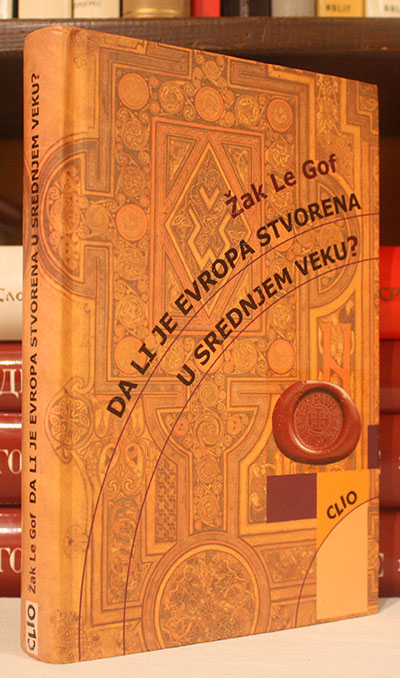 Žak Le Gof
DA LI JE EVROPA STVORENA
U SREDNJEM VEKU?
CLIO
CLIO Žak Le Gof DA LI JE EVROPA STVORENA U SREDNJEM VEKU?